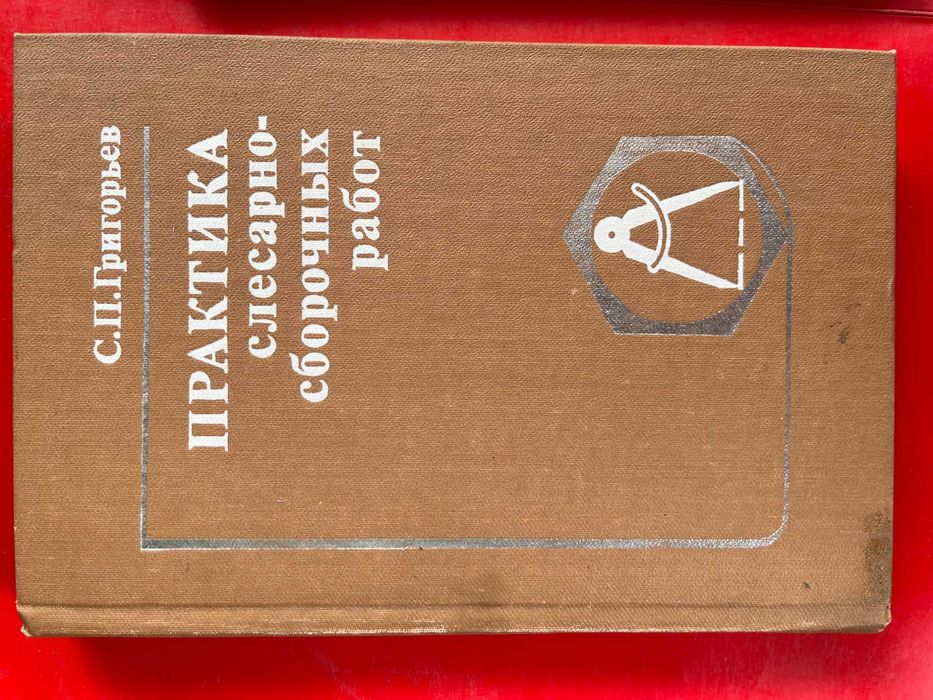 С.П.Григорьев
ПРАКТИКА
слесарно-
сборочных
работ